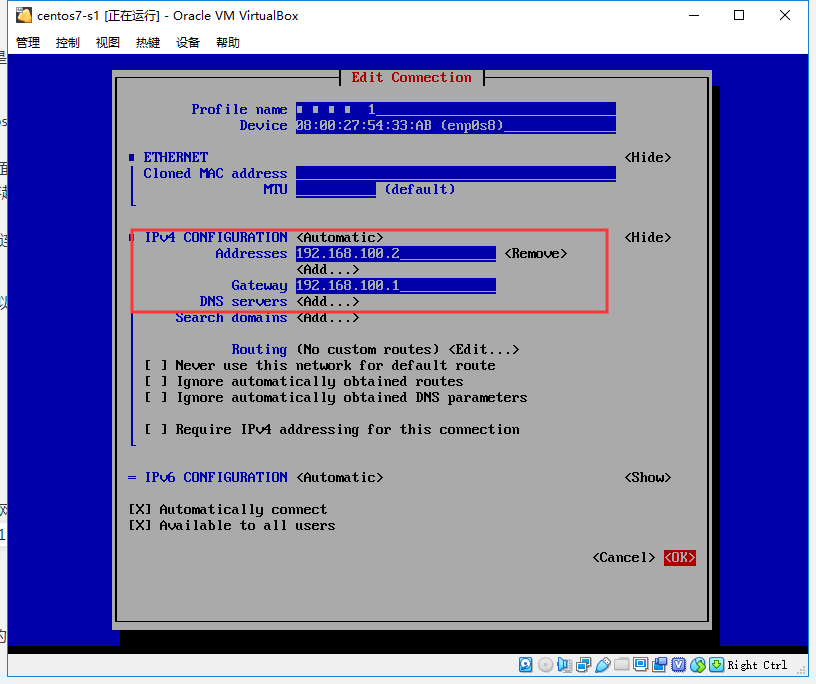 centos7-s1 [正在运行] - Oracle VM VirtualBox
管理 控制 视图 热键 设备 帮助
Edit Connection
Profile name 1
Device 08:00:27:54:33:AB (enp0s8)
ETHERNET <Hide>
Cloned MAC address
MTU (default)
IPv4 CONFIGURATION <Automatic> <Hide>
Addresses 192.168.100.2 <Remove>
<Add...>
Gateway 192.168.100.1
DNS servers <Add...>
Search domains <Add...>
Routing (No custom routes) <Edit...>
[ ] Never use this network for default route
[ ] Ignore automatically obtained routes
[ ] Ignore automatically obtained DNS parameters
[ ] Require IPv4 addressing for this connection
= IPv6 CONFIGURATION <Automatic> <Show>
[X] Automatically connect
[X] Available to all users
<Cancel> <OK>
Right Ctrl